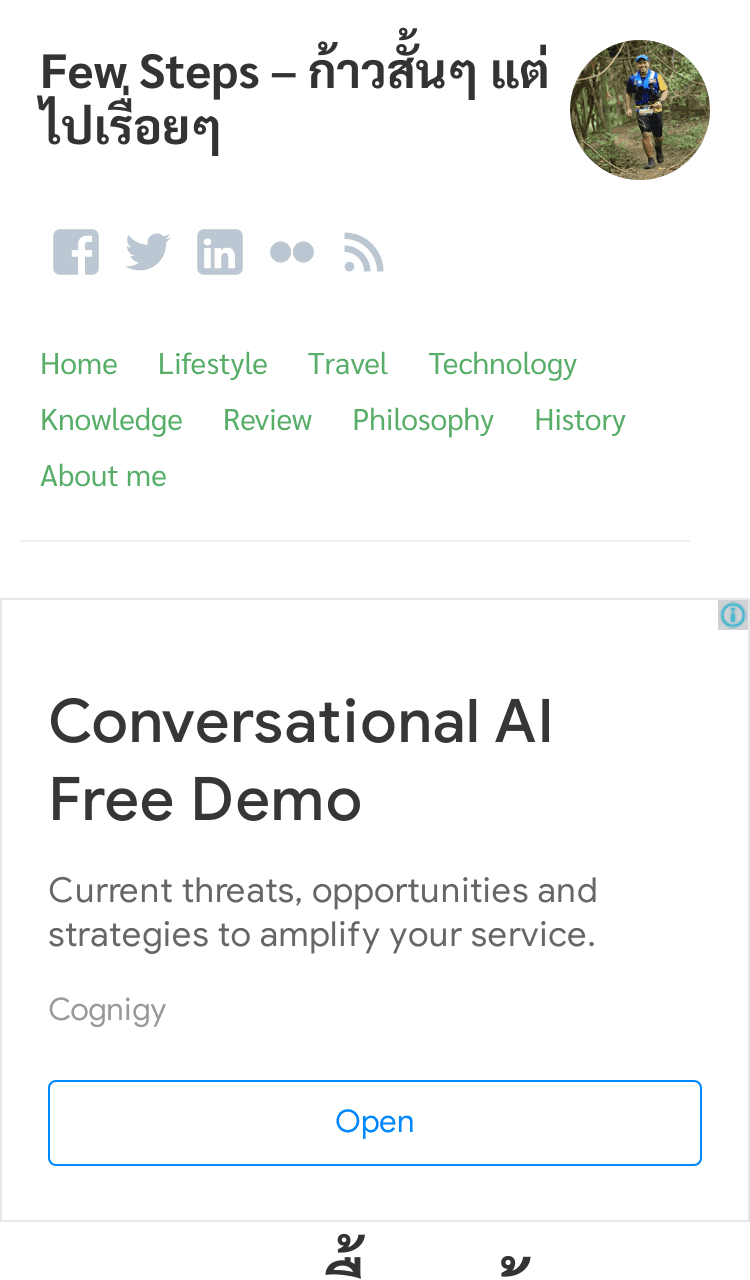 Few Steps – ก้าวสั้นๆ แต่
ไปเรื่อยๆ
Home Lifestyle Travel Technology
Knowledge Review Philosophy History
About me
Conversational AI
Free Demo
Current threats, opportunities and
strategies to amplify your service.
Cognigy
Open